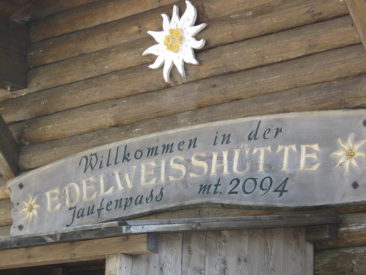 Willkommen in der
EDELWEISSHÜTTE
Jaufenpass mt. 2094